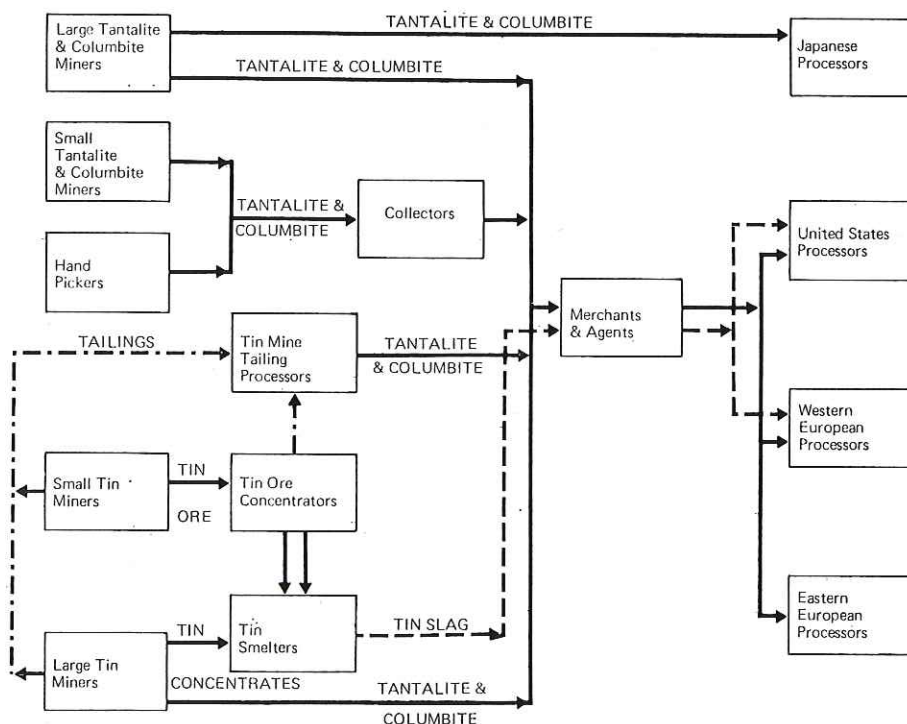 TANTALITE & COLUMBITE
Large Tantalite
& Columbite
Miners
Japanese
Processors
TANTALITE & COLUMBITE
Small
Tantalite
& Columbite
Miners
TANTALITE &
COLUMBITE
Collectors
United States
Processors
Hand
Pickers
Merchants
& Agents
TAILINGS
Tin Mine
Tailing
Processors
TANTALITE
& COLUMBITE
Western
European
Processors
Small Tin
Miners
TIN
ORE
Tin Ore
Concentrators
Eastern
European
Processors
TIN
CONCENTRATES
Tin
Smelters
TIN SLAG
Large Tin
Miners
TANTALITE &
COLUMBITE